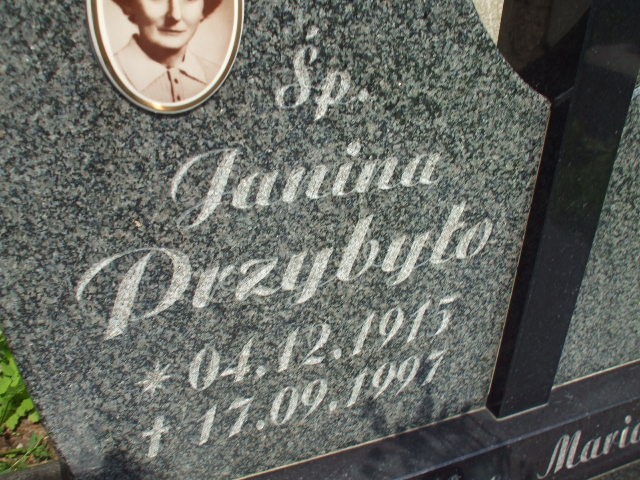 Śp.
Janina
Przybyło
* 04.12.1915
† 17.09.1997
Maria